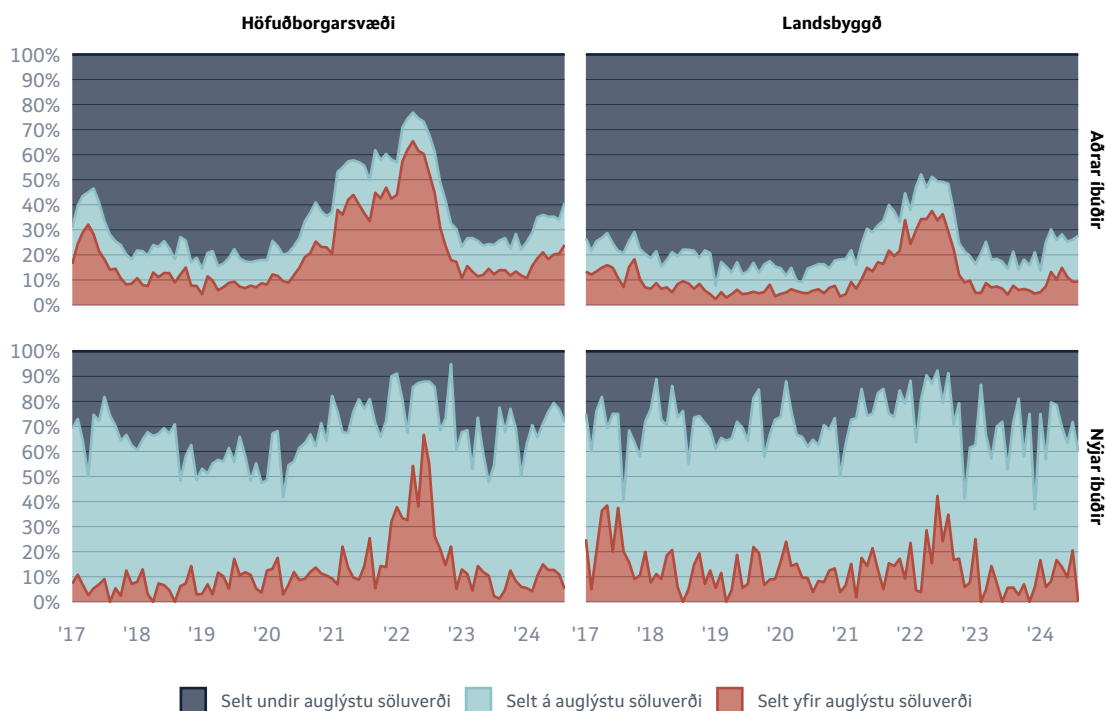 Höfuðborgarsvæði
Landsbyggð
100%
90%
80%
70%
60%
50%
40%
30%
20%
10%
0%
Aðrar íbúðir
100%
90%
80%
70%
60%
50%
40%
30%
20%
10%
0%
Nýjar íbúðir
'17 '18 '19 '20 '21 '22 '23 '24
'17 '18 '19 '20 '21 '22 '23 '24
Selt undir auglýstu söluverði
Selt á auglýstu söluverði
Selt yfir auglýstu söluverði